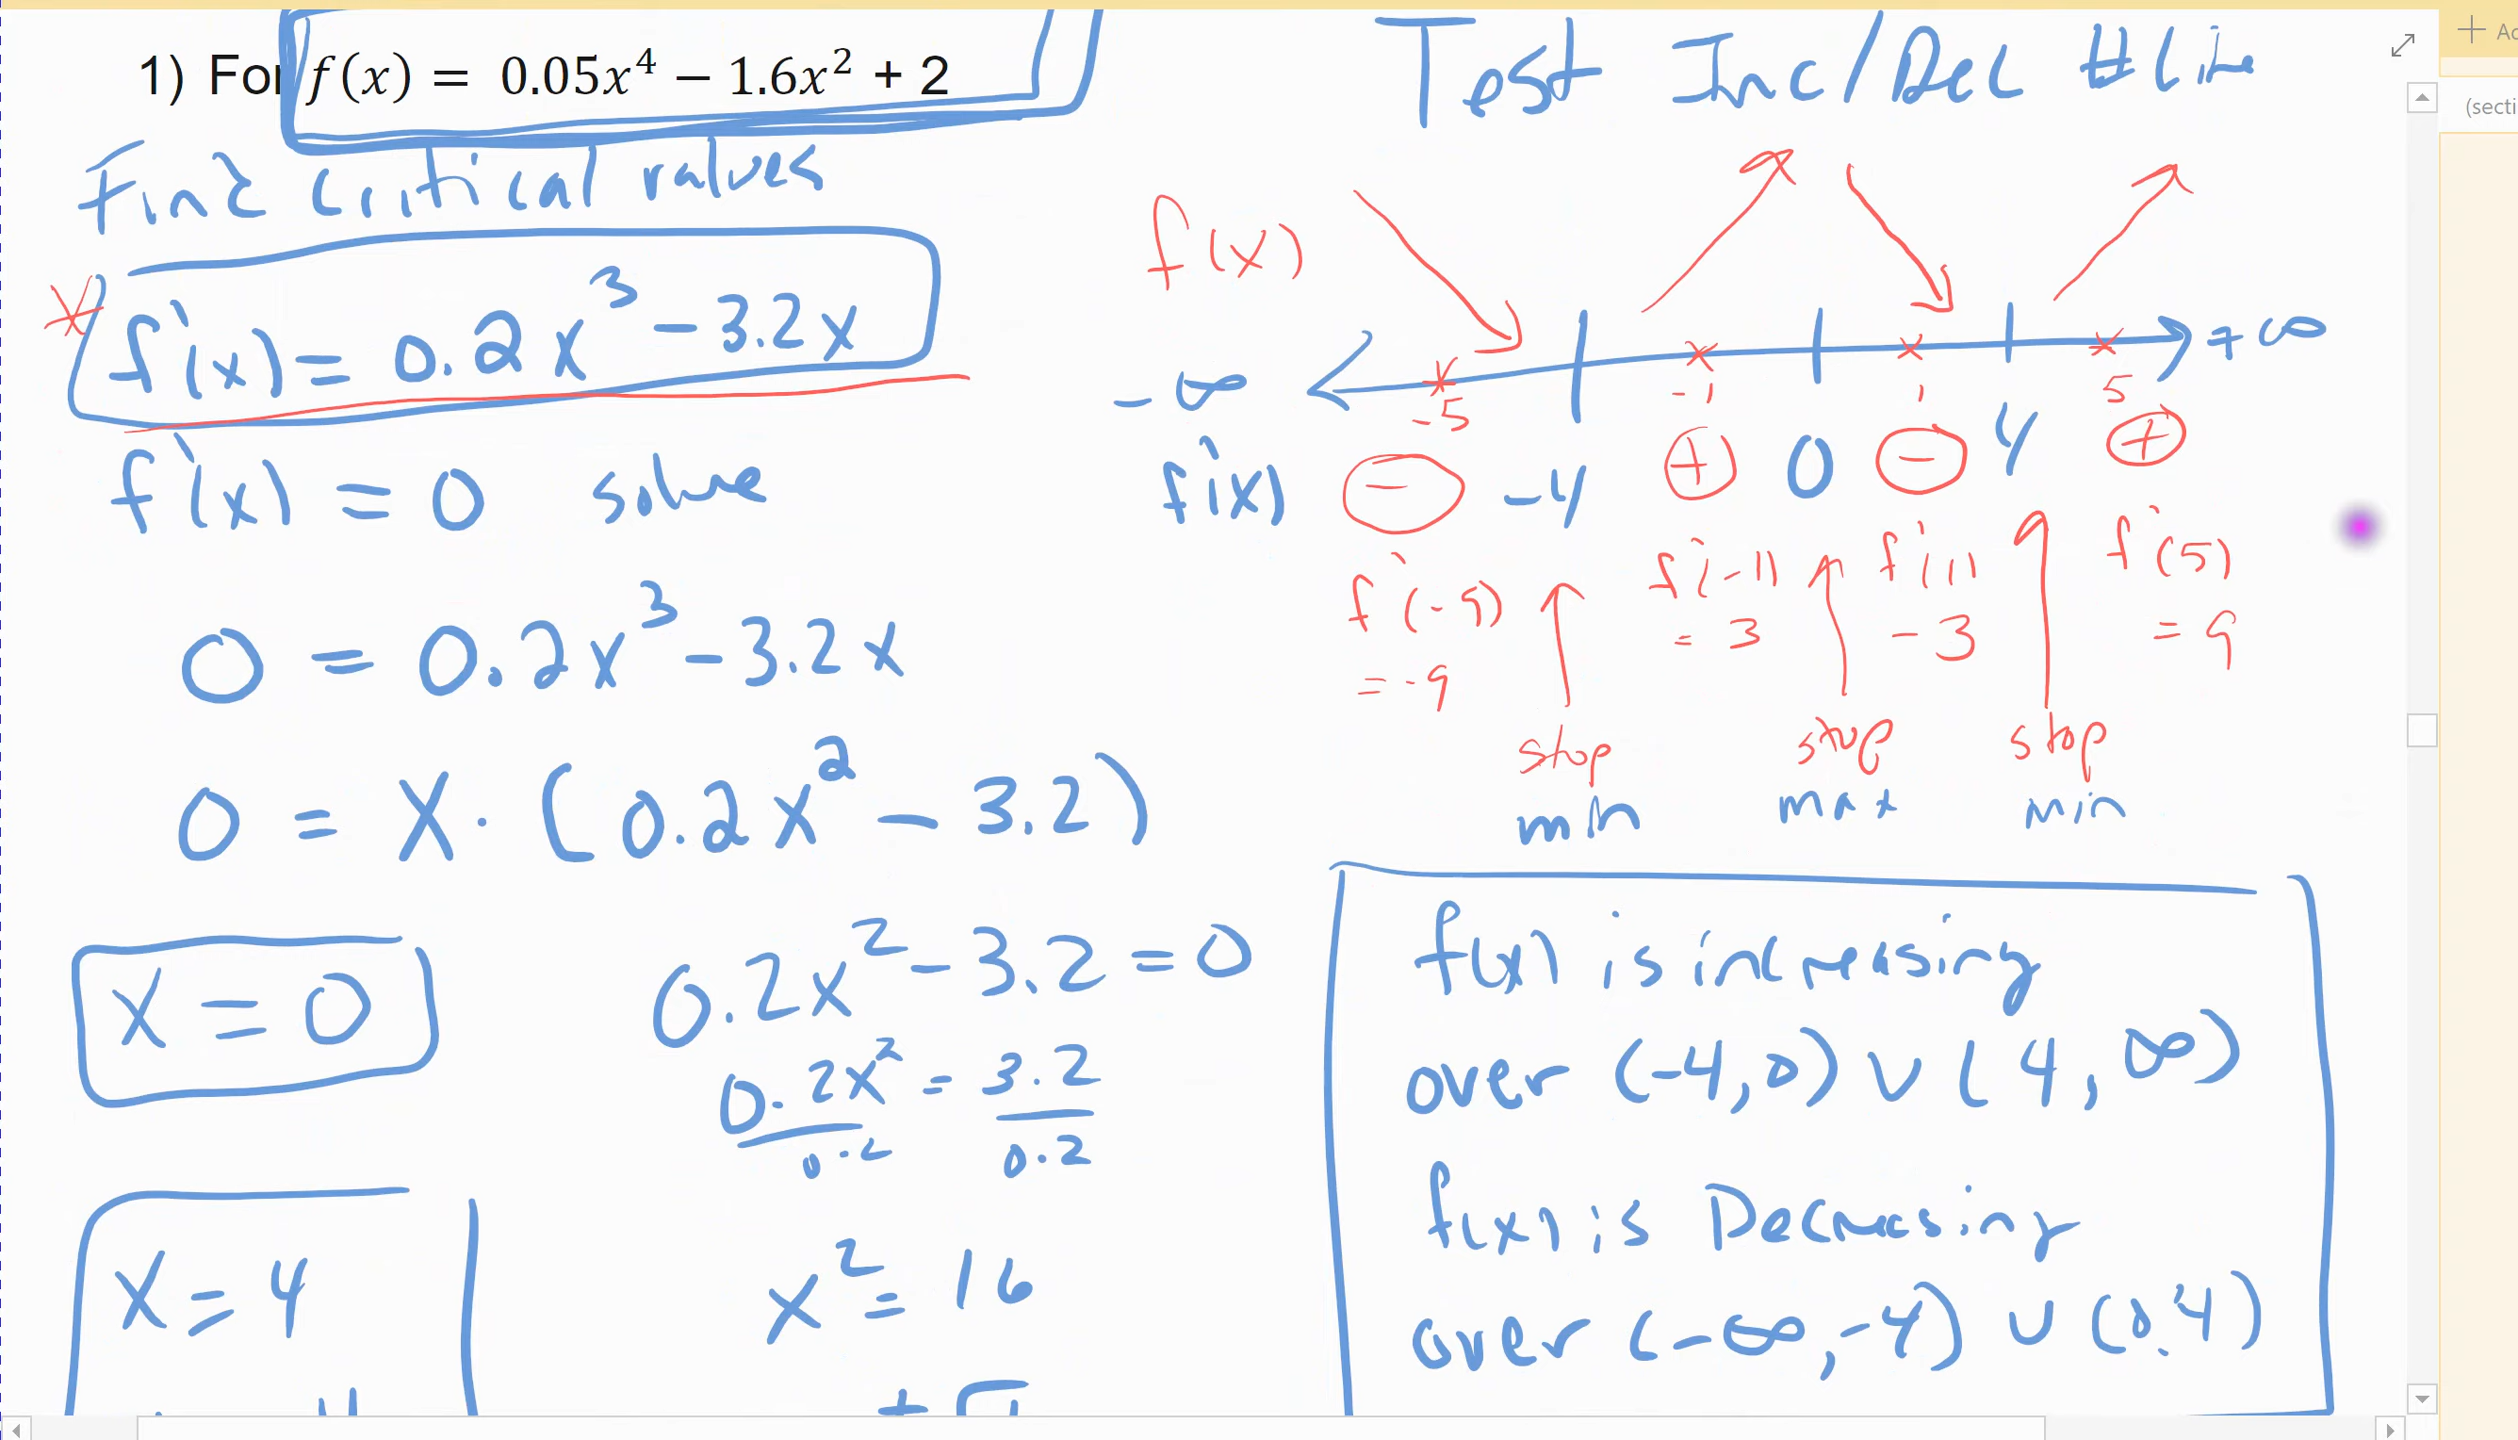 1) For f(x) = 0.05x⁴ − 1.6x² + 2
Find critical values
f'(x) = 0.2x³ − 3.2x
f'(x) = 0 solve
0 = 0.2x³ − 3.2x
0 = x · (0.2x² − 3.2)
x = 0
0.2x² − 3.2 = 0
0.2x² = 3.2
0.2 0.2
x = 4
x² = 16
Test Inc/Dec #line
f(x)
-∞ +∞
-5 -1 1 5
f'(x) − -4 + 0 − 4 +
f'(-5) f'(-1) f'(1) f'(5)
= -9 = 3 -3 = 9
stop stop stop
min max min
f(x) is increasing
over (-4,0) ∪ (4, ∞)
f(x) is Decreasing
over (-∞, -4) ∪ (0,4)
(secti